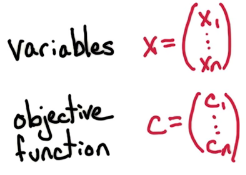 variables x = (x₁ ⋮ xₙ)
objective function c = (c₁ ⋮ cₙ)